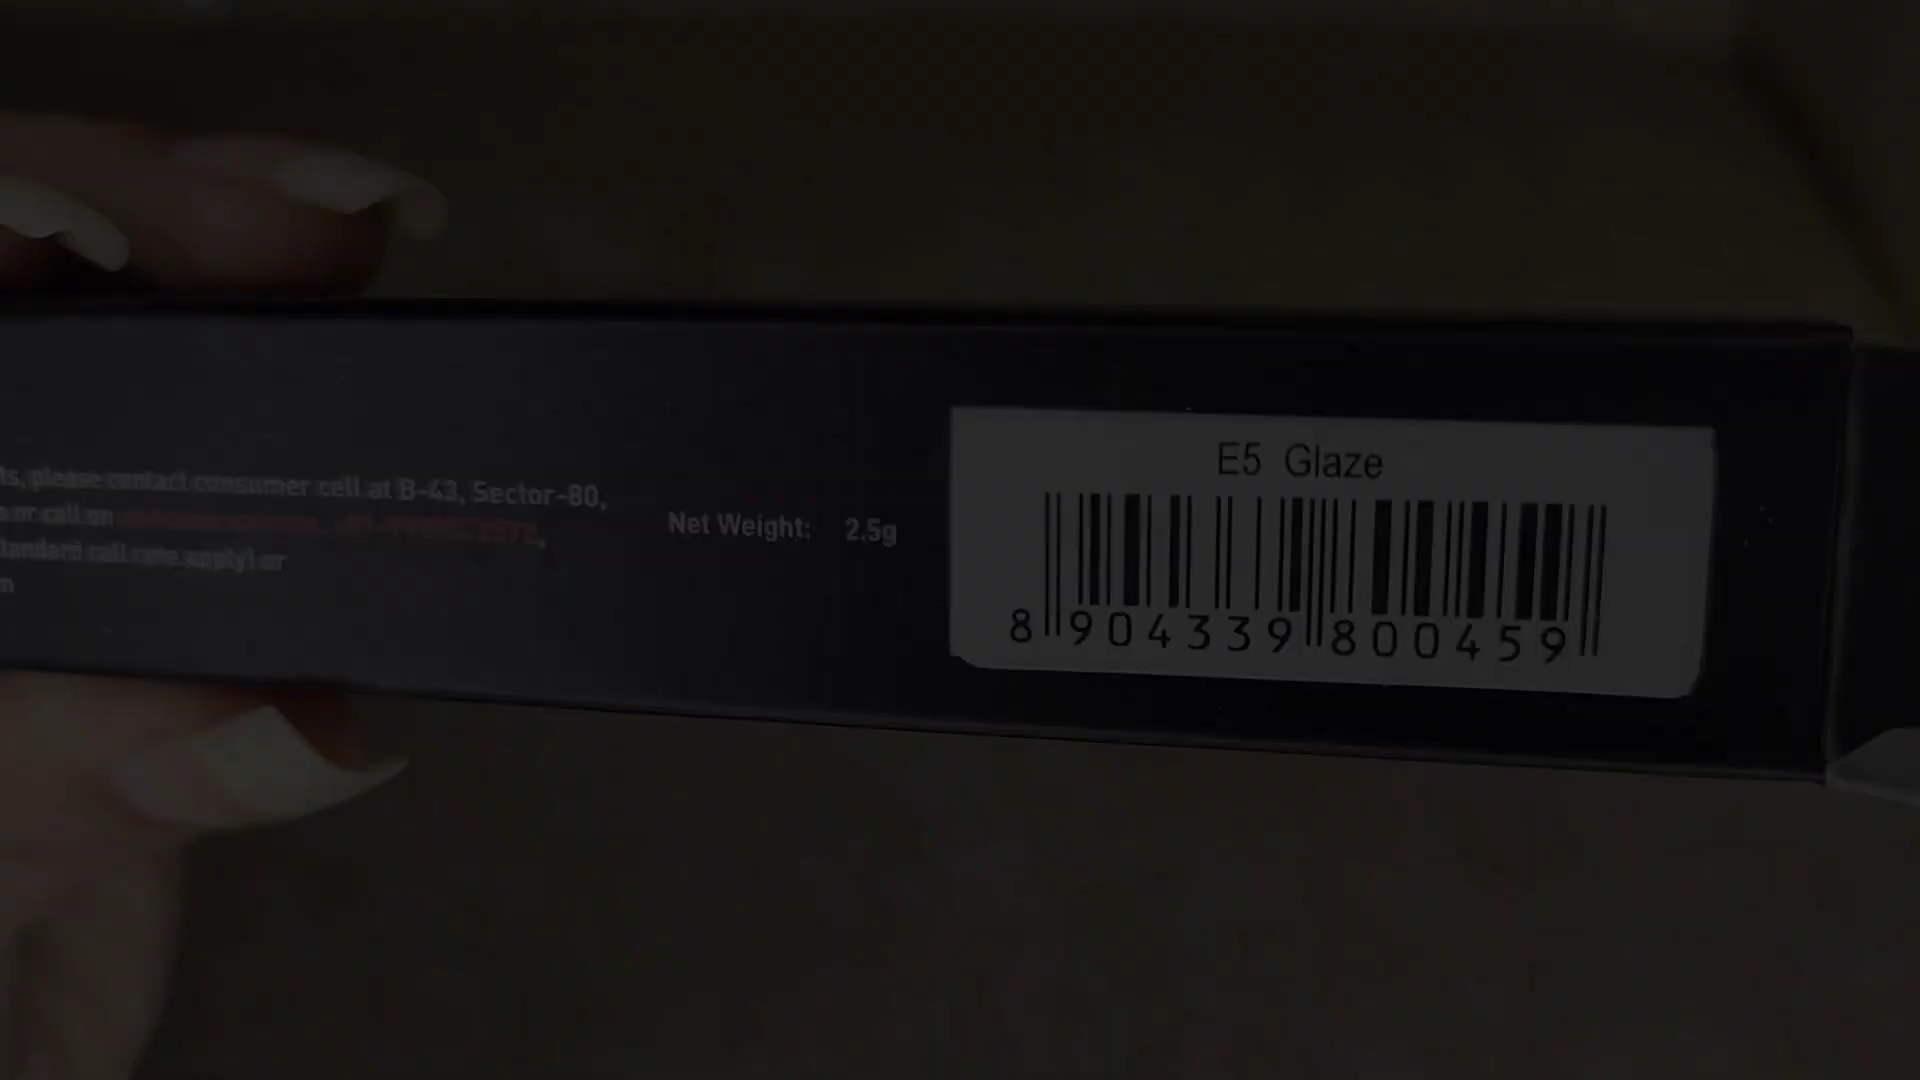 ts, please contact consumer cell at B-43, Sector-80,
or call on
standard call rate apply) or
m
Net Weight: 2.5g
E5 Glaze
8 904339 800459